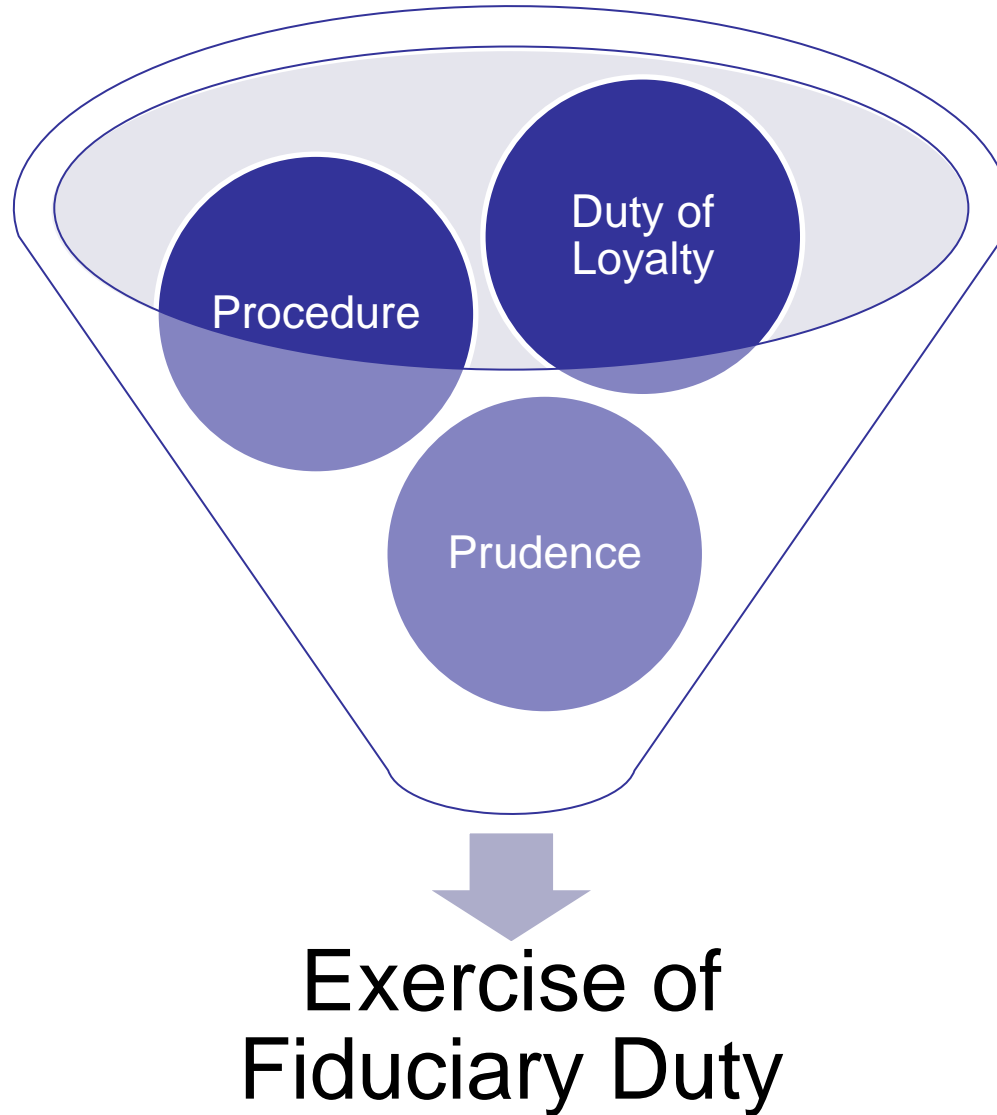 Duty of
Loyalty
Procedure
Prudence
Exercise of
Fiduciary Duty